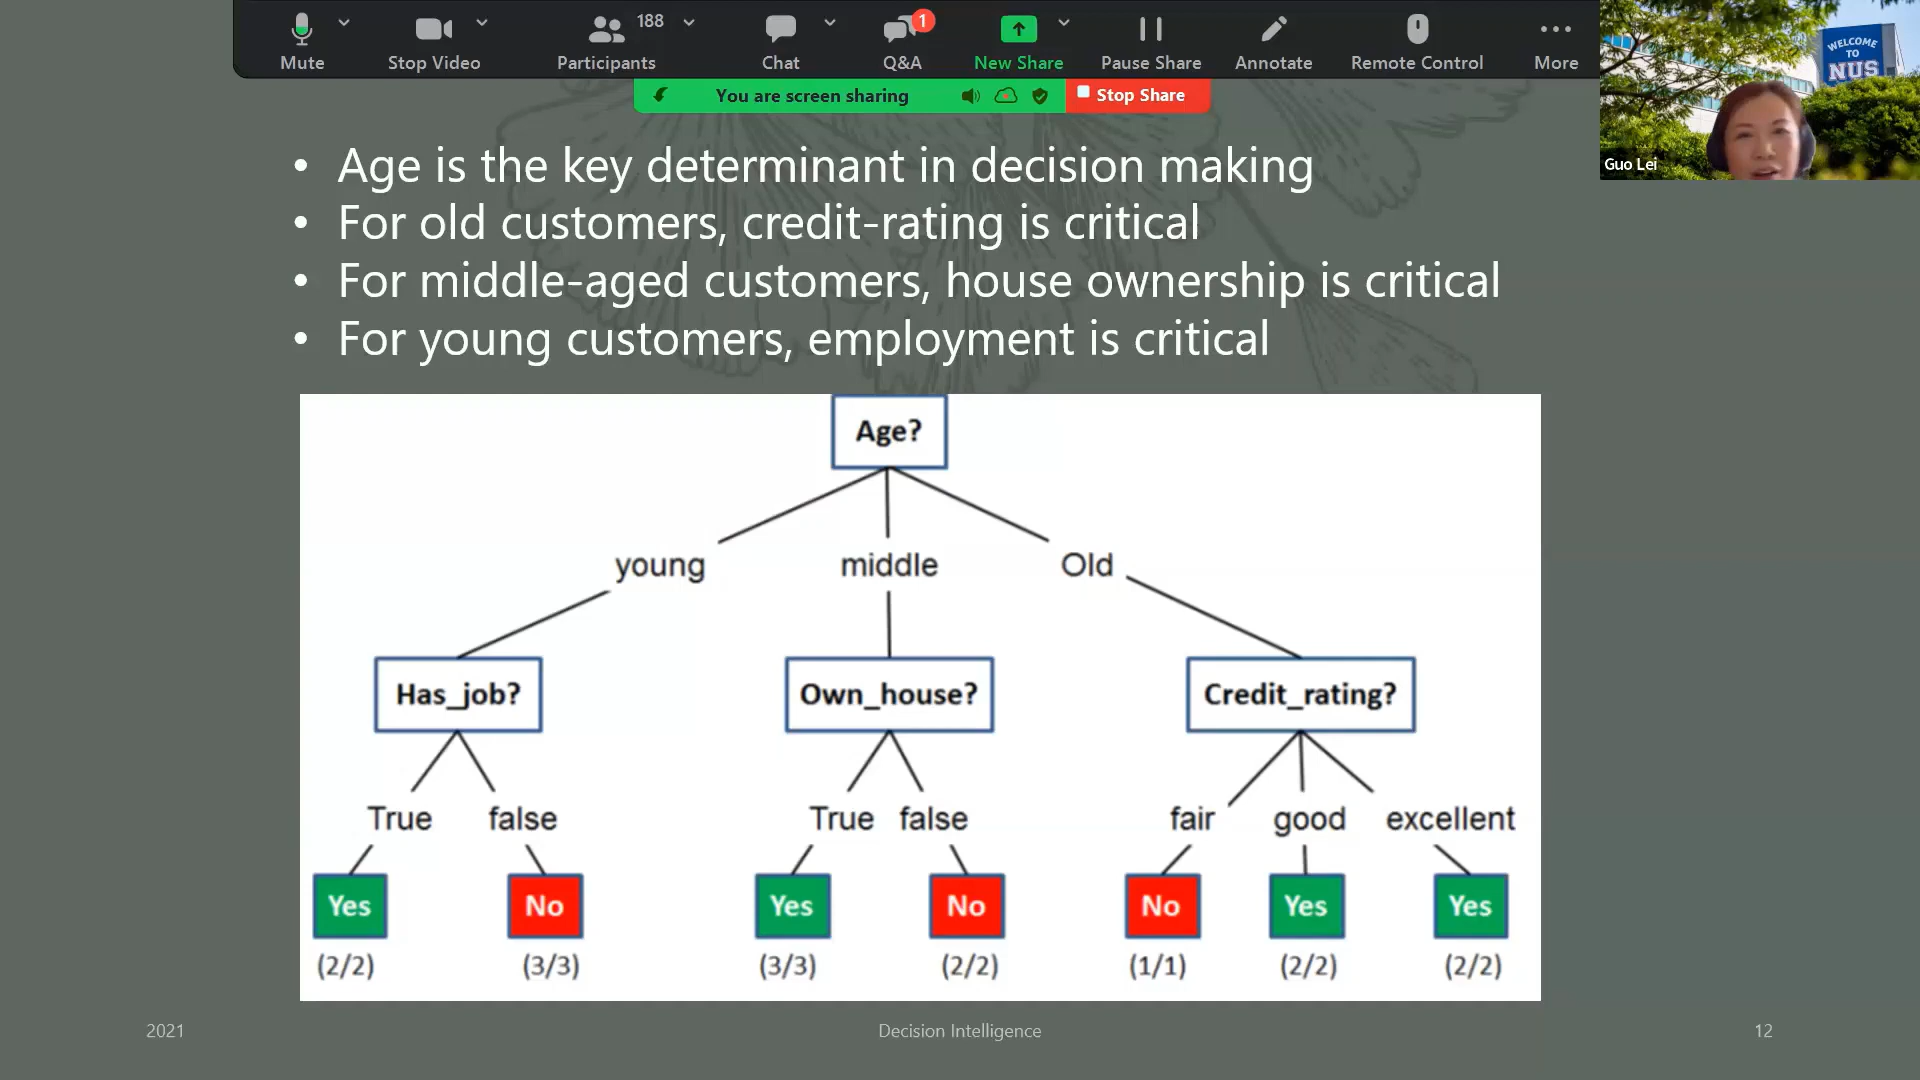 Mute
Stop Video
Participants
188
Chat
Q&A
1
New Share
Pause Share
Annotate
Remote Control
More
You are screen sharing
Stop Share
WELCOME
TO
NUS
Guo Lei
• Age is the key determinant in decision making
• For old customers, credit-rating is critical
• For middle-aged customers, house ownership is critical
• For young customers, employment is critical
Age?
young
middle
Old
Has_job?
Own_house?
Credit_rating?
True
false
True
false
fair
good
excellent
Yes
No
Yes
No
No
Yes
Yes
(2/2)
(3/3)
(3/3)
(2/2)
(1/1)
(2/2)
(2/2)
2021
Decision Intelligence
12